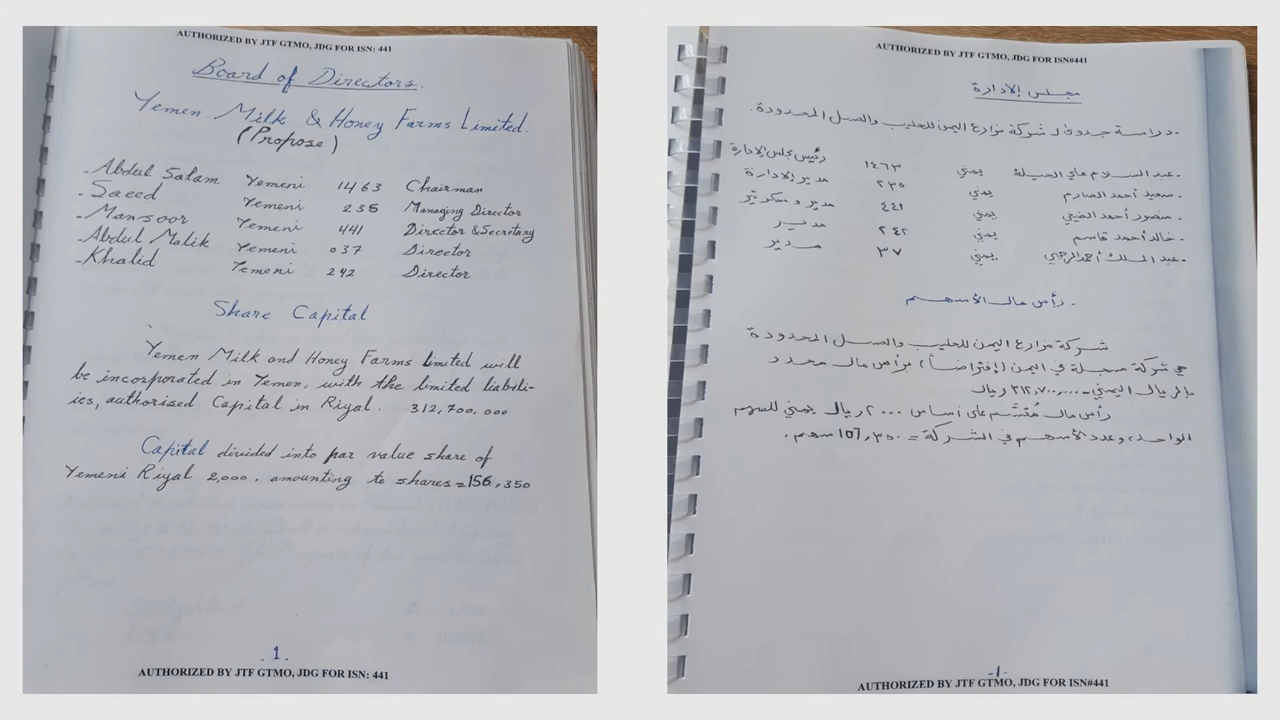 AUTHORIZED BY JTF GTMO, JDG FOR ISN: 441
Board of Directors.
Yemen Milk & Honey Farms Limited.
(Propose)
- Abdul Salam Yemeni 1463 Chairman
- Saeed Yemeni 235 Managing Director
- Mansoor Yemeni 441 Director & Secretary
- Abdul Malik Yemeni 037 Director
- Khalid Yemeni 242 Director
Share Capital
Yemen Milk and Honey Farms Limited will
be incorporated in Yemen, with the limited liabili-
ies, authorised Capital in Riyal. 312,700,000
Capital divided into par value share of
Yemeni Riyal 2,000. amounting to shares = 156,350
1.
AUTHORIZED BY JTF GTMO, JDG FOR ISN: 441
AUTHORIZED BY JTF GTMO, JDG FOR ISN#441
مجلس الإدارة
- دراسة جدوى لـ شركة مزارع اليمن للحليب والعسل المحدودة.
- عبد السلام علي الحيلة يمني ١٤٦٣ رئيس مجلس الإدارة
- سعيد أحمد الصارم يمني ٢٣٥ مدير الإدارة
- منصور أحمد الضيفي يمني ٤٤١ مدير وسكرتير
- خالد أحمد قاسم يمني ٢٤٢ مدير
- عبد الملك أحمد الرحبي يمني ٣٧ مدير
- رأس مال الأسهم
شركة مزارع اليمن للحليب والعسل المحدودة
هي شركة مسجلة في اليمن (إفتراضاً) برأس مال محدد
بالريال اليمني = ٣١٢,٧٠٠,٠٠٠ ريال
رأس مال مُقسَّم على أساس ٢٠٠٠ ريال يمني للسهم
الواحد، وعدد الأسهم في الشركة = ١٥٦,٣٥٠ سهم.
-١-
AUTHORIZED BY JTF GTMO, JDG FOR ISN#441